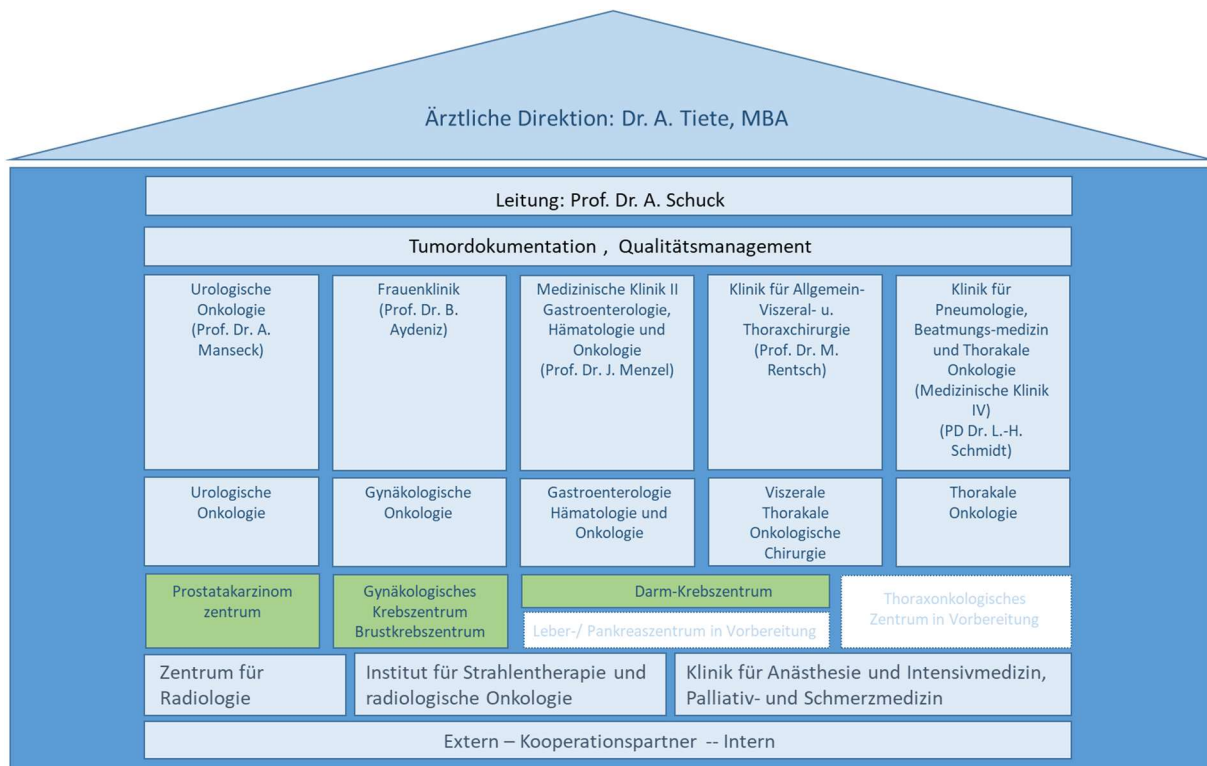 Ärztliche Direktion: Dr. A. Tiete, MBA
Leitung: Prof. Dr. A. Schuck
Tumordokumentation , Qualitätsmanagement
Urologische
Onkologie
(Prof. Dr. A.
Manseck)
Frauenklinik
(Prof. Dr. B.
Aydeniz)
Medizinische Klinik II
Gastroenterologie,
Hämatologie und
Onkologie
(Prof. Dr. J. Menzel)
Klinik für Allgemein-
Viszeral- u.
Thoraxchirurgie
(Prof. Dr. M.
Rentsch)
Klinik für
Pneumologie,
Beatmungs-medizin
und Thorakale
Onkologie
(Medizinische Klinik
IV)
(PD Dr. L.-H.
Schmidt)
Urologische
Onkologie
Gynäkologische
Onkologie
Gastroenterologie
Hämatologie und
Onkologie
Viszerale
Thorakale
Onkologische
Chirurgie
Thorakale
Onkologie
Prostatakarzinom
zentrum
Gynäkologisches
Krebszentrum
Brustkrebszentrum
Darm-Krebszentrum
Leber-/ Pankreaszentrum in Vorbereitung
Thoraxonkologisches
Zentrum in Vorbereitung
Zentrum für
Radiologie
Institut für Strahlentherapie und
radiologische Onkologie
Klinik für Anästhesie und Intensivmedizin,
Palliativ- und Schmerzmedizin
Extern – Kooperationspartner -- Intern